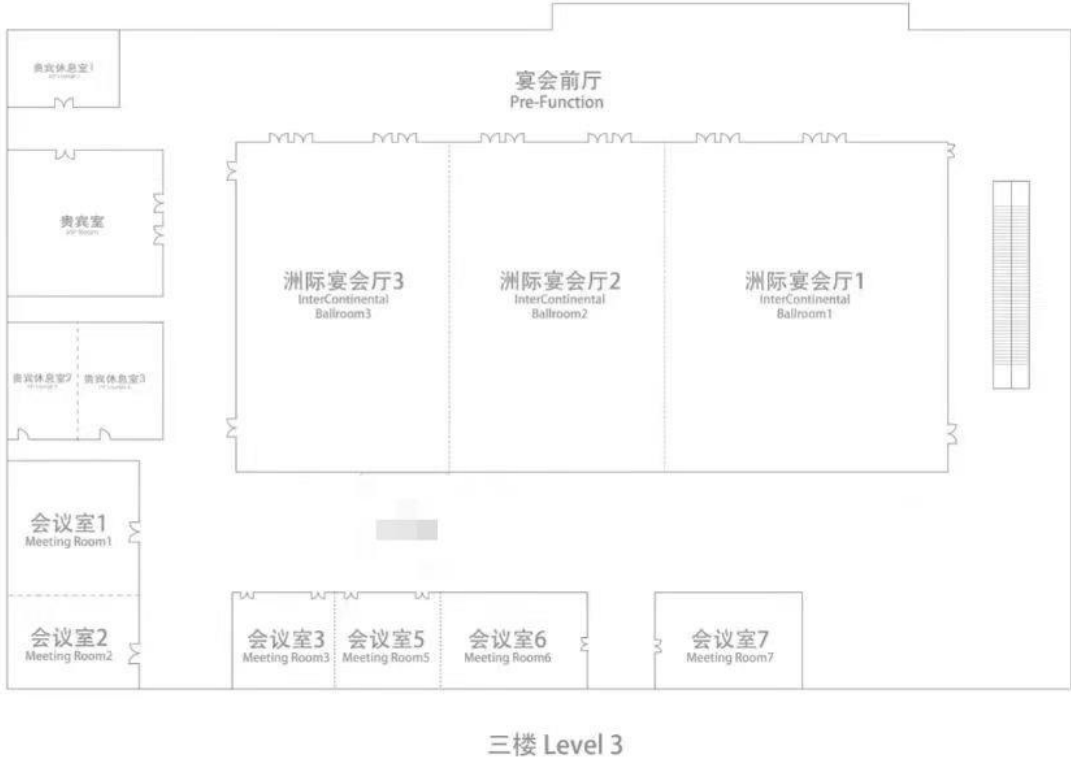 贵宾休息室1
宴会前厅
Pre-Function
贵宾室
VIP Room
洲际宴会厅3
InterContinental
Ballroom3
洲际宴会厅2
InterContinental
Ballroom2
洲际宴会厅1
InterContinental
Ballroom1
贵宾休息室2
贵宾休息室3
会议室1
Meeting Room1
会议室2
Meeting Room2
会议室3
Meeting Room3
会议室5
Meeting Room5
会议室6
Meeting Room6
会议室7
Meeting Room7
三楼 Level 3